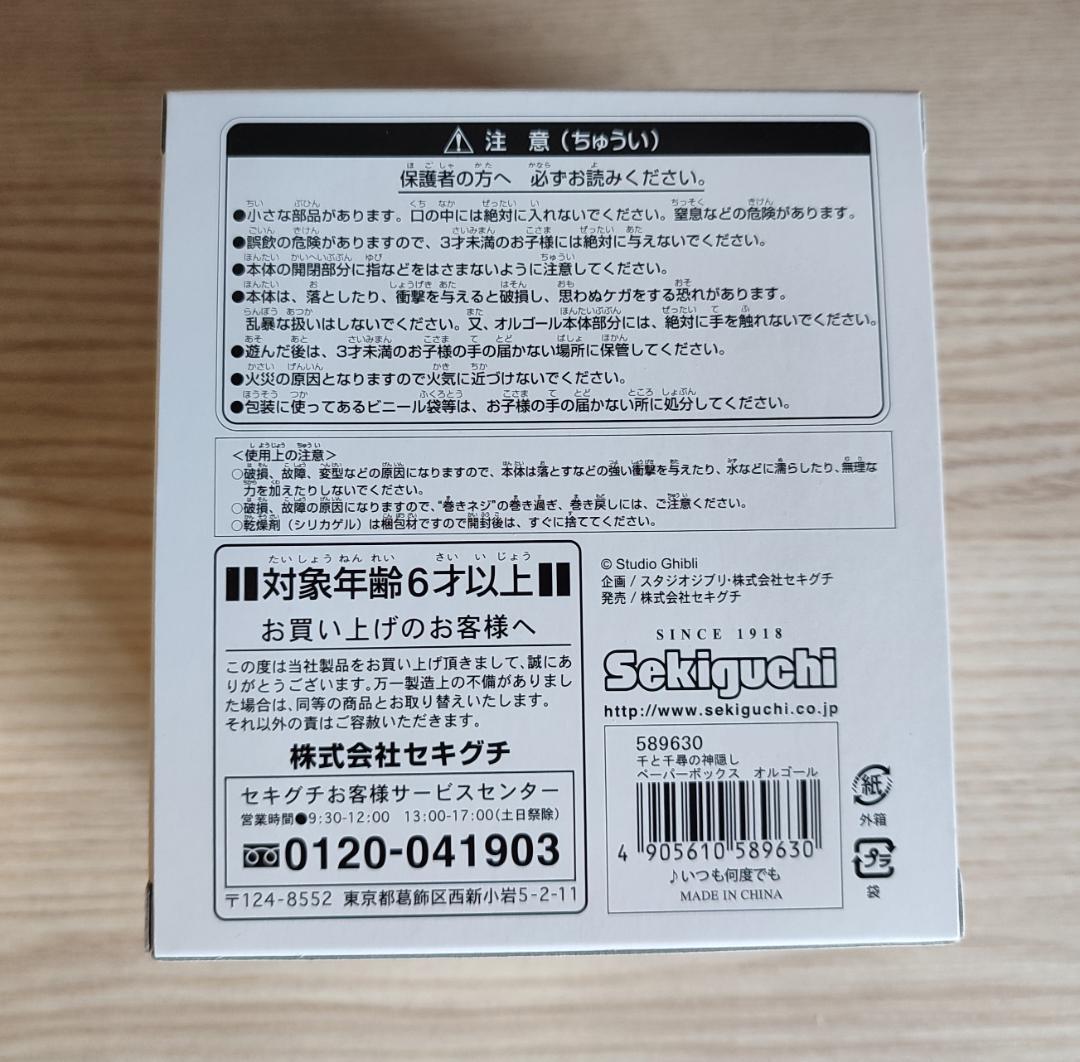 ⚠ 注 意(ちゅうい)
保護者の方へ 必ずお読みください。
●小さな部品があります。口の中には絶対に入れないでください。窒息などの危険があります。
●誤飲の危険がありますので、3才未満のお子様には絶対に与えないでください。
●本体の開閉部分に指などをはさまないように注意してください。
●本体は、落としたり、衝撃を与えると破損し、思わぬケガをする恐れがあります。
乱暴な扱いはしないでください。又、オルゴール本体部分には、絶対に手を触れないでください。
●遊んだ後は、3才未満のお子様の手の届かない場所に保管してください。
●火災の原因となりますので火気に近づけないでください。
●包装に使ってあるビニール袋等は、お子様の手の届かない所に処分してください。
<使用上の注意>
○破損、故障、変型などの原因になりますので、本体は落とすなどの強い衝撃を与えたり、水などに濡らしたり、無理な
力を加えたりしないでください。
○破損、故障の原因になりますので、“巻きネジ”の巻き過ぎ、巻き戻しには、ご注意ください。
○乾燥剤(シリカゲル)は梱包材ですので開封後は、すぐに捨ててください。
たいしょうねんれい さいいじょう
対象年齢6才以上
お買い上げのお客様へ
この度は当社製品をお買い上げ頂きまして、誠にあ
りがとうございます。万一製造上の不備がありまし
た場合は、同等の商品とお取り替えいたします。
それ以外の責はご容赦いただきます。
株式会社セキグチ
セキグチお客様サービスセンター
営業時間●9:30-12:00 13:00-17:00(土日祭除)
0120-041903
〒124-8552 東京都葛飾区西新小岩5-2-11
© Studio Ghibli
企画 / スタジオジブリ・株式会社セキグチ
発売 / 株式会社セキグチ
SINCE 1918
Sekiguchi
http://www.sekiguchi.co.jp
589630
千と千尋の神隠し
ペーパーボックス オルゴール
4 905610 589630
♪いつも何度でも
MADE IN CHINA
紙
外箱
プラ
袋